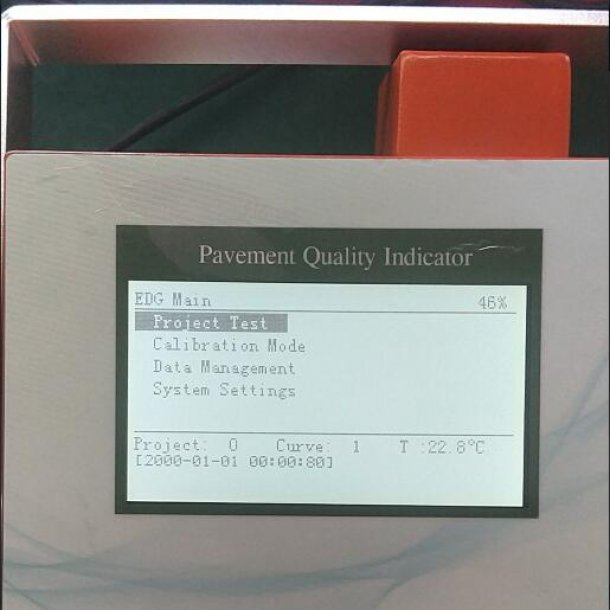 Pavement Quality Indicator
EDG Main 46%
Project Test
Calibration Mode
Data Management
System Settings
Project: 0 Curve: 1 T :22.8°C
[2000-01-01 00:00:80]